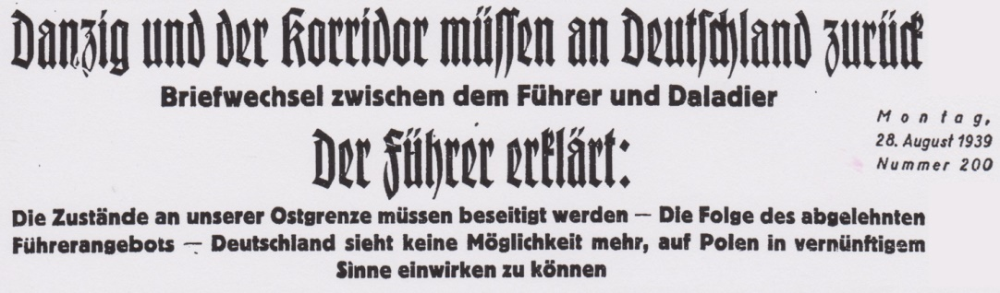 Danzig und der Korridor müssen an Deutschland zurück
Briefwechsel zwischen dem Führer und Daladier
Montag,
28. August 1939
Nummer 200
Der Führer erklärt:
Die Zustände an unserer Ostgrenze müssen beseitigt werden — Die Folge des abgelehnten
Führerangebots — Deutschland sieht keine Möglichkeit mehr, auf Polen in vernünftigem
Sinne einwirken zu können